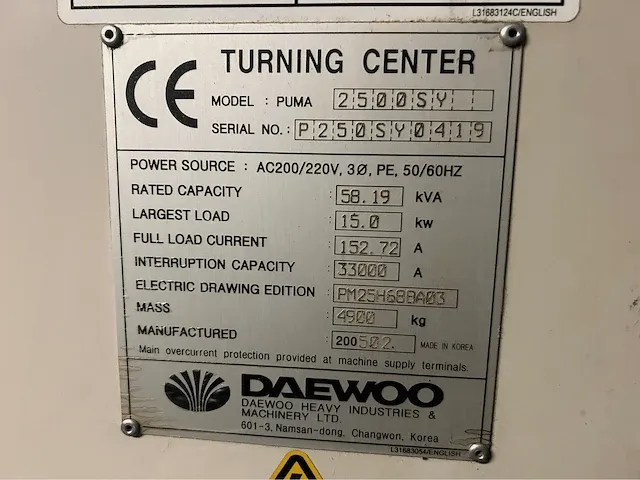 L31683124C/ENGLISH
CE
TURNING CENTER
MODEL : PUMA 2500SY
SERIAL NO. : P250SY0419
POWER SOURCE : AC200/220V, 3Ø, PE, 50/60HZ
RATED CAPACITY : 58.19 kVA
LARGEST LOAD : 15.0 kw
FULL LOAD CURRENT : 152.72 A
INTERRUPTION CAPACITY : 33000 A
ELECTRIC DRAWING EDITION : PM25H688A03
MASS : 4900 kg
MANUFACTURED : 200502. MADE IN KOREA
Main overcurrent protection provided at machine supply terminals.
DAEWOO
DAEWOO HEAVY INDUSTRIES &
MACHINERY LTD.
601-3, Namsan-dong, Changwon, Korea
L31683054/ENGLISH